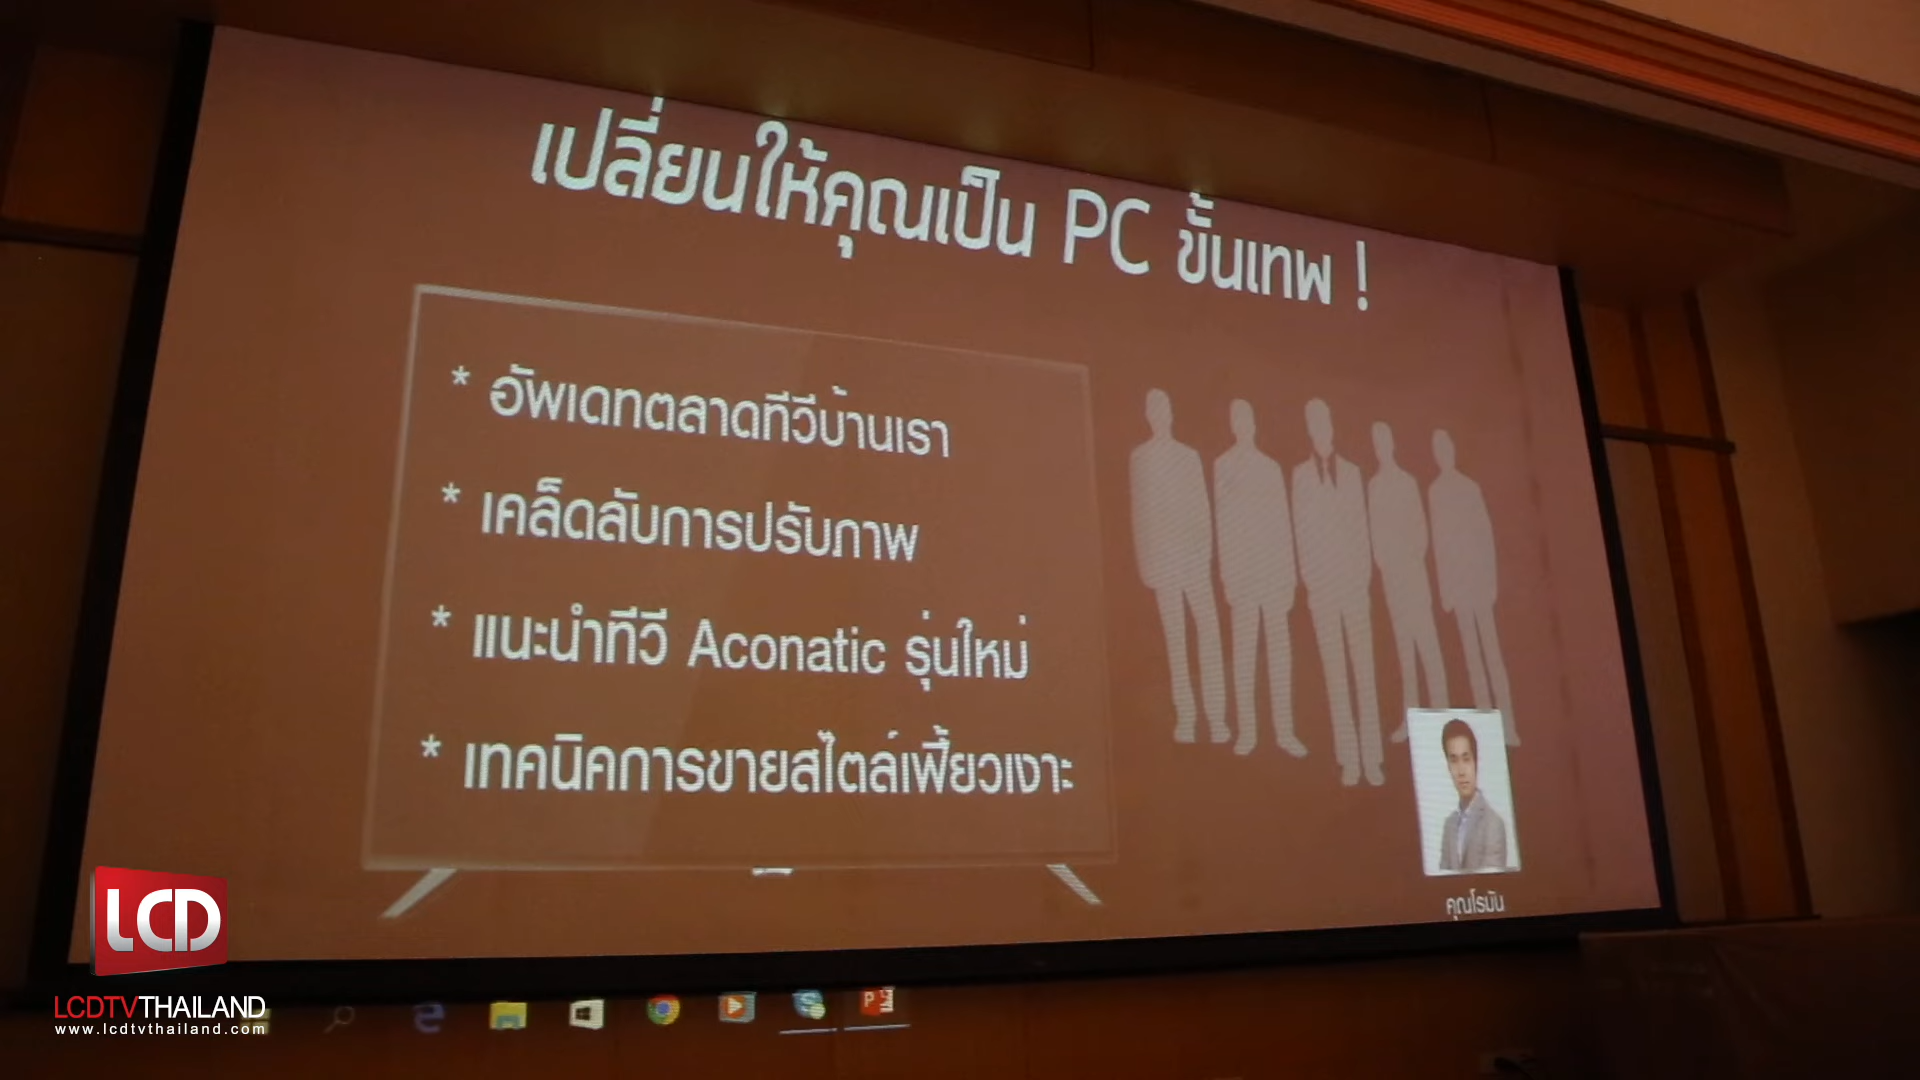 เปลี่ยนให้คุณเป็น PC ขั้นเทพ !
* อัพเดทตลาดทีวีบ้านเรา
* เคล็ดลับการปรับภาพ
* แนะนำทีวี Aconatic รุ่นใหม่
* เทคนิคการขายสไตล์เฟี้ยวเงาะ
คุณโรมัน
LCD
LCDTVTHAILAND
www.lcdtvthailand.com